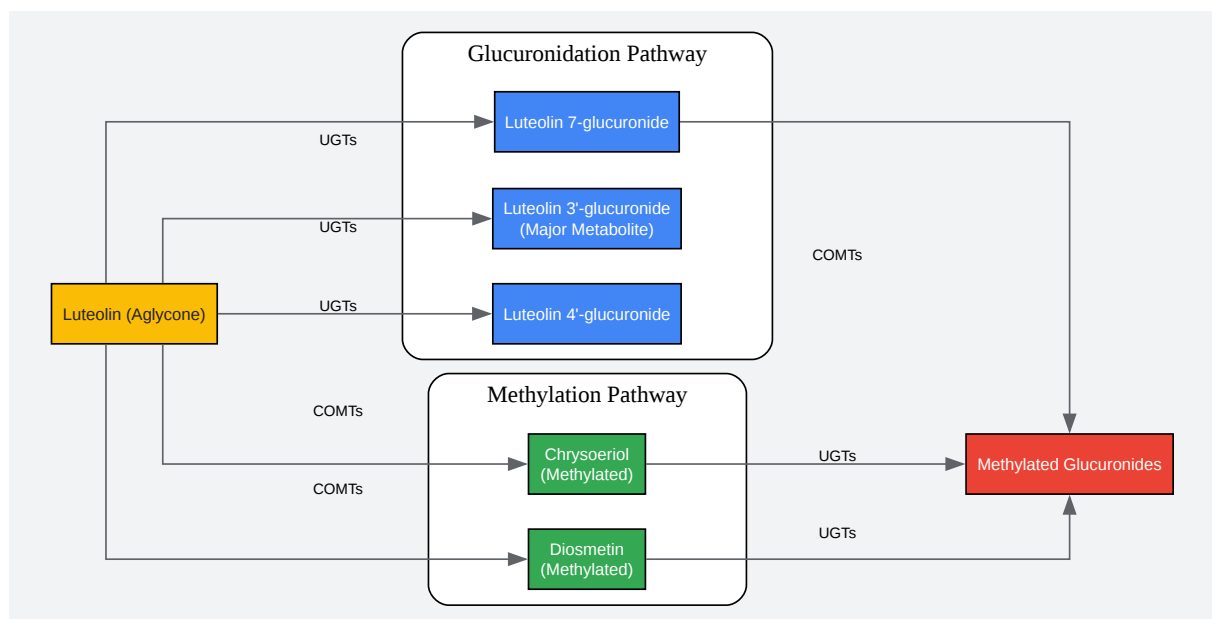 Glucuronidation Pathway
Luteolin 7-glucuronide
UGTs
Luteolin 3'-glucuronide
(Major Metabolite)
UGTs
COMTs
Luteolin (Aglycone)
UGTs
Luteolin 4'-glucuronide
Methylation Pathway
COMTs
Chrysoeriol
(Methylated)
UGTs
Methylated Glucuronides
COMTs
Diosmetin
(Methylated)
UGTs